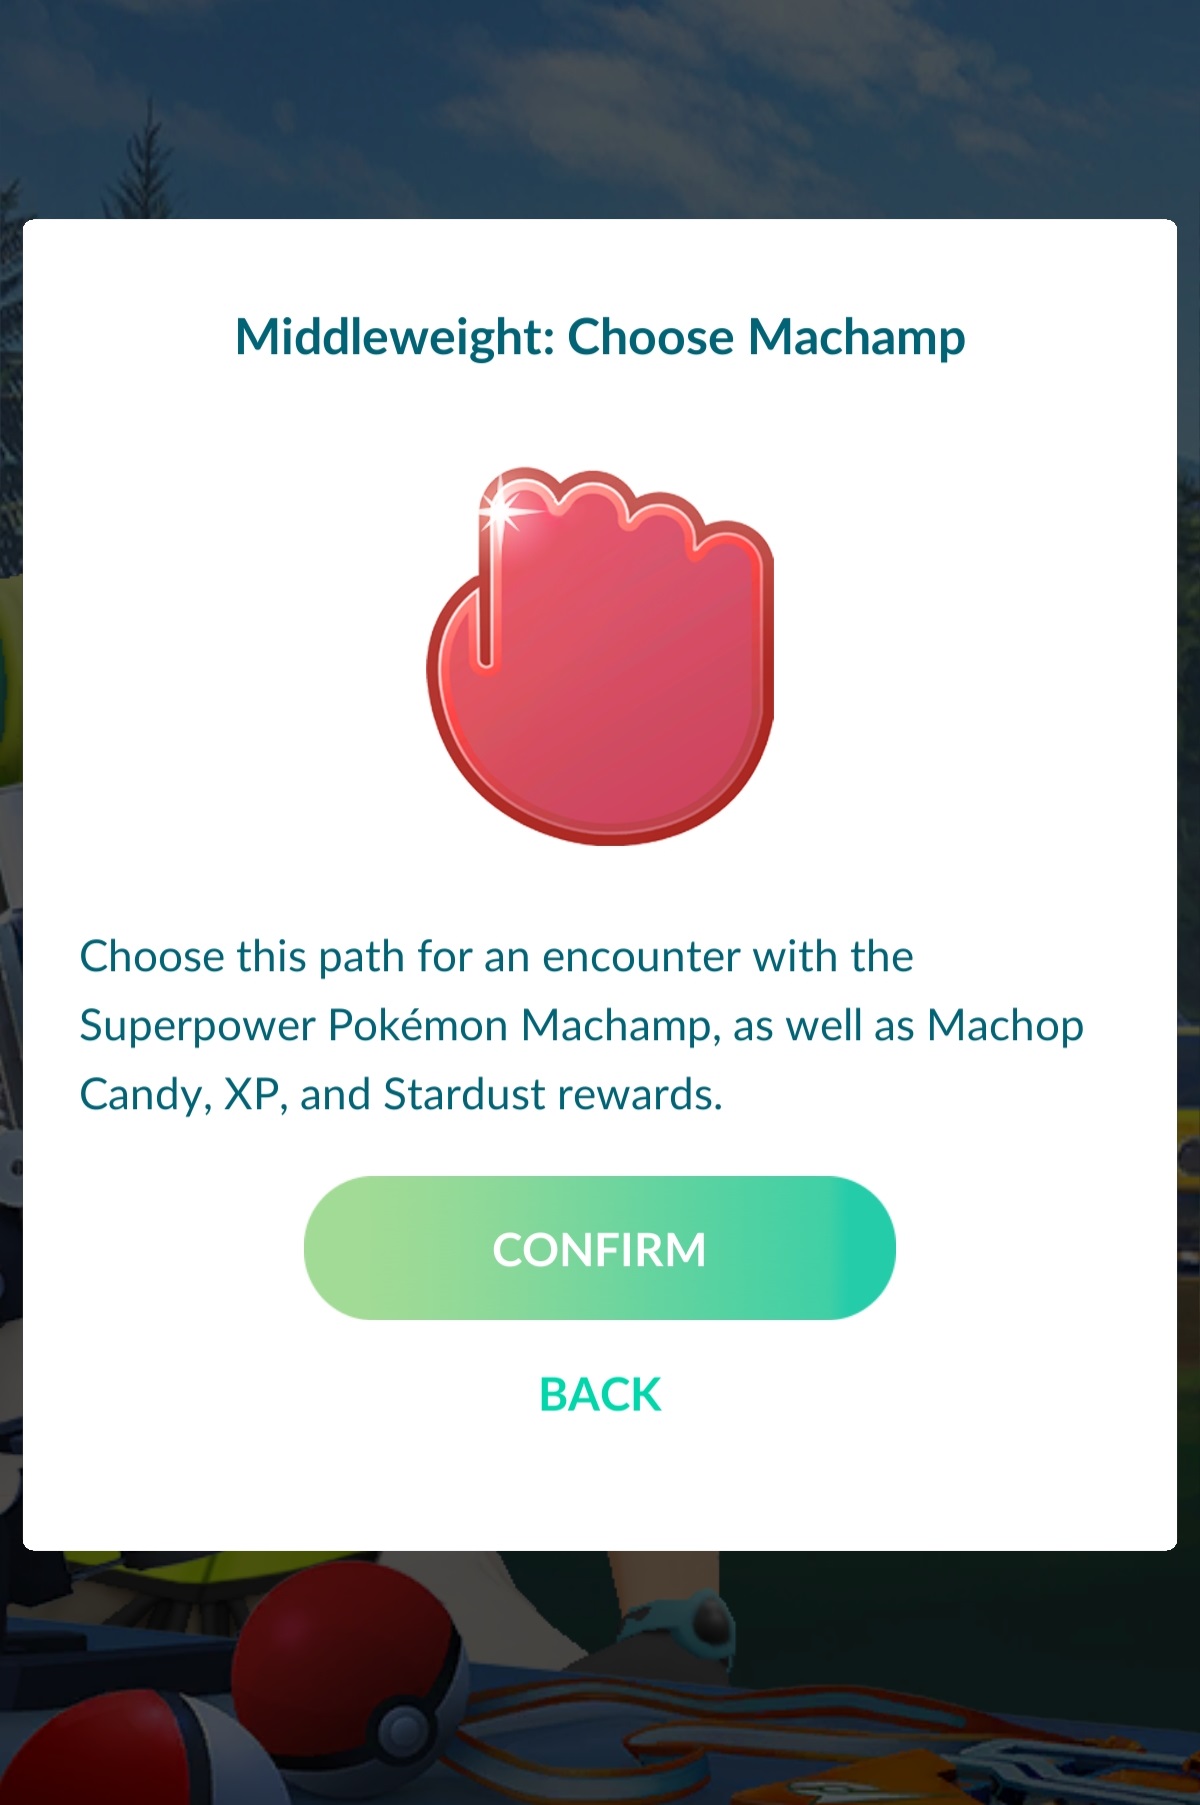 Middleweight: Choose Machamp
Choose this path for an encounter with the
Superpower Pokémon Machamp, as well as Machop
Candy, XP, and Stardust rewards.
CONFIRM
BACK